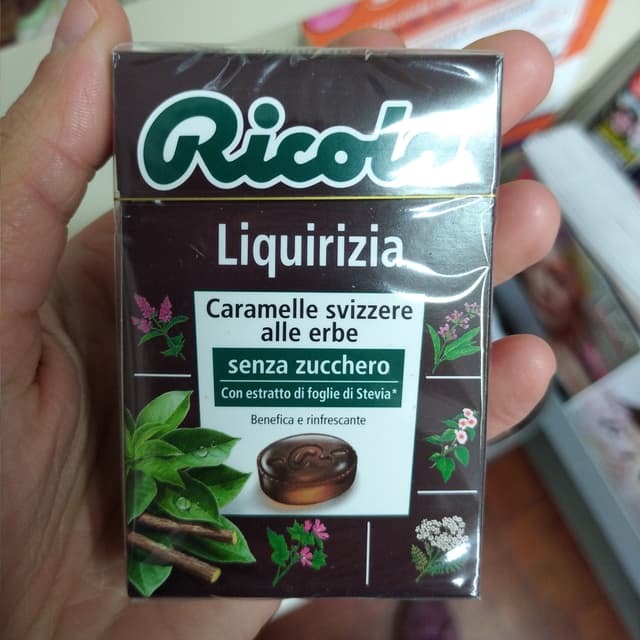 Ricola
Liquirizia
Caramelle svizzere
alle erbe
senza zucchero
Con estratto di foglie di Stevia*
Benefica e rinfrescante